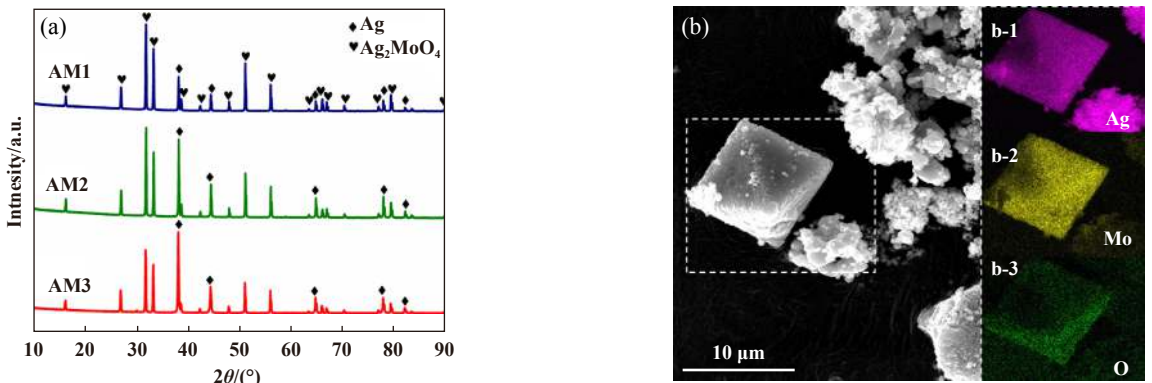 (a)
♦ Ag
♥ Ag₂MoO₄
AM1
AM2
AM3
Intnesity/a.u.
10 20 30 40 50 60 70 80 90
2θ/(°)
(b)
b-1
Ag
b-2
Mo
b-3
O
10 μm